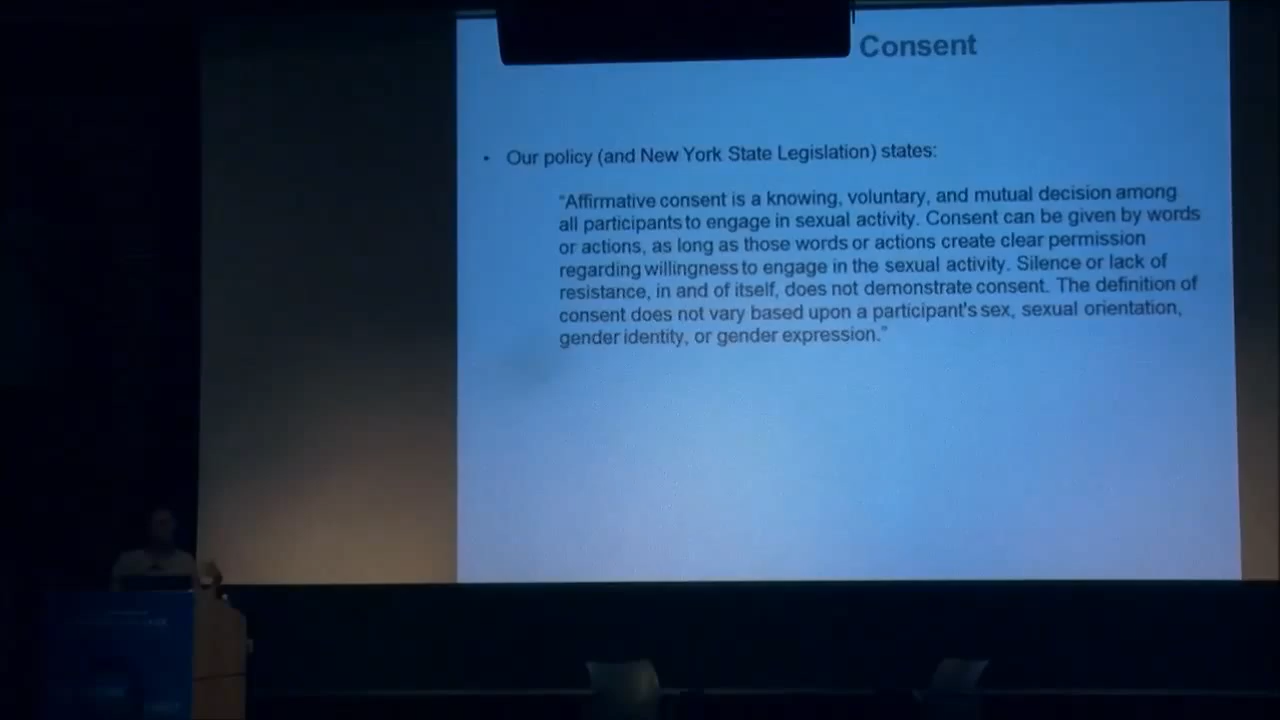 Consent
• Our policy (and New York State Legislation) states:
“Affirmative consent is a knowing, voluntary, and mutual decision among
all participants to engage in sexual activity. Consent can be given by words
or actions, as long as those words or actions create clear permission
regarding willingness to engage in the sexual activity. Silence or lack of
resistance, in and of itself, does not demonstrate consent. The definition of
consent does not vary based upon a participant's sex, sexual orientation,
gender identity, or gender expression.”